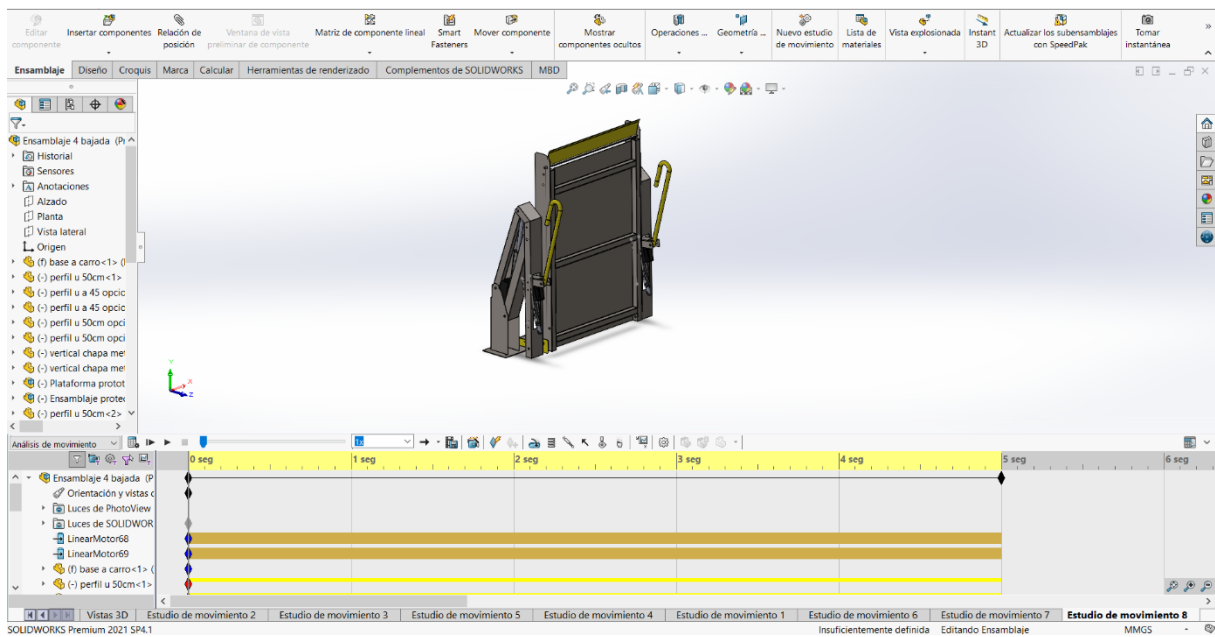 Editar componente
Insertar componentes
Relación de posición
Ventana de vista preliminar de componente
Matriz de componente lineal
Smart Fasteners
Mover componente
Mostrar componentes ocultos
Operaciones ...
Geometría ...
Nuevo estudio de movimiento
Lista de materiales
Vista explosionada
Instant 3D
Actualizar los subensamblajes con SpeedPak
Tomar instantánea
Ensamblaje Diseño Croquis Marca Calcular Herramientas de renderizado Complementos de SOLIDWORKS MBD
Ensamblaje 4 bajada (Pr
Historial
Sensores
Anotaciones
Alzado
Planta
Vista lateral
Origen
(f) base a carro<1> (
(-) perfil u 50cm<1>
(-) perfil u a 45 opcic
(-) perfil u a 45 opcic
(-) perfil u 50cm opci
(-) perfil u 50cm opci
(-) vertical chapa met
(-) vertical chapa met
(-) Plataforma protot
(-) Ensamblaje protec
(-) perfil u 50cm<2>
Y
X
Z
Análisis de movimiento 1x
0 seg 1 seg 2 seg 3 seg 4 seg 5 seg 6 seg
Ensamblaje 4 bajada (P
Orientación y vistas c
Luces de PhotoView
Luces de SOLIDWOR
LinearMotor68
LinearMotor69
(f) base a carro<1> (
(-) perfil u 50cm<1>
Vistas 3D Estudio de movimiento 2 Estudio de movimiento 3 Estudio de movimiento 5 Estudio de movimiento 4 Estudio de movimiento 1 Estudio de movimiento 6 Estudio de movimiento 7 Estudio de movimiento 8
SOLIDWORKS Premium 2021 SP4.1 Insuficientemente definida Editando Ensamblaje MMGS